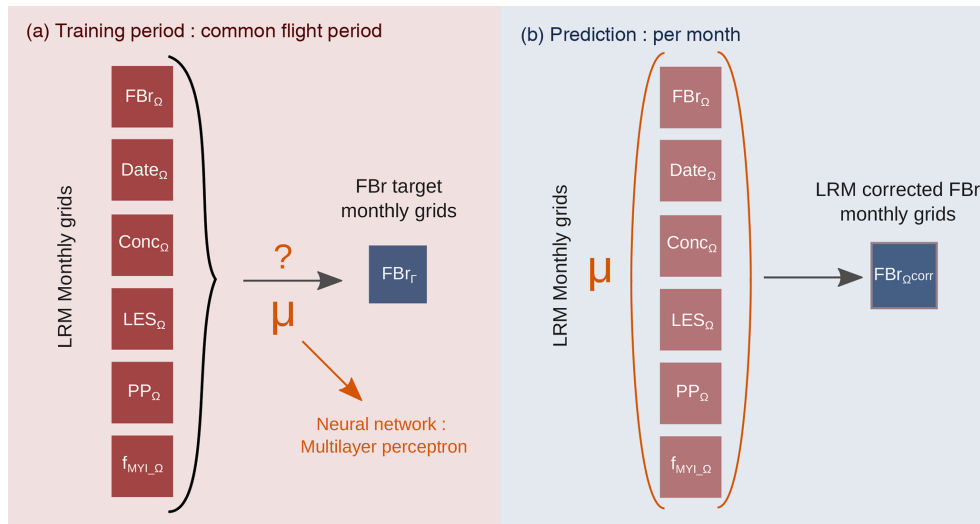 (a) Training period : common flight period
LRM Monthly grids
FBrΩ
DateΩ
ConcΩ
LESΩ
PPΩ
fMYI_Ω
?
μ
Neural network :
Multilayer perceptron
FBr target
monthly grids
FBrΓ
(b) Prediction : per month
LRM Monthly grids
μ
FBrΩ
DateΩ
ConcΩ
LESΩ
PPΩ
fMYI_Ω
LRM corrected FBr
monthly grids
FBrΩcorr